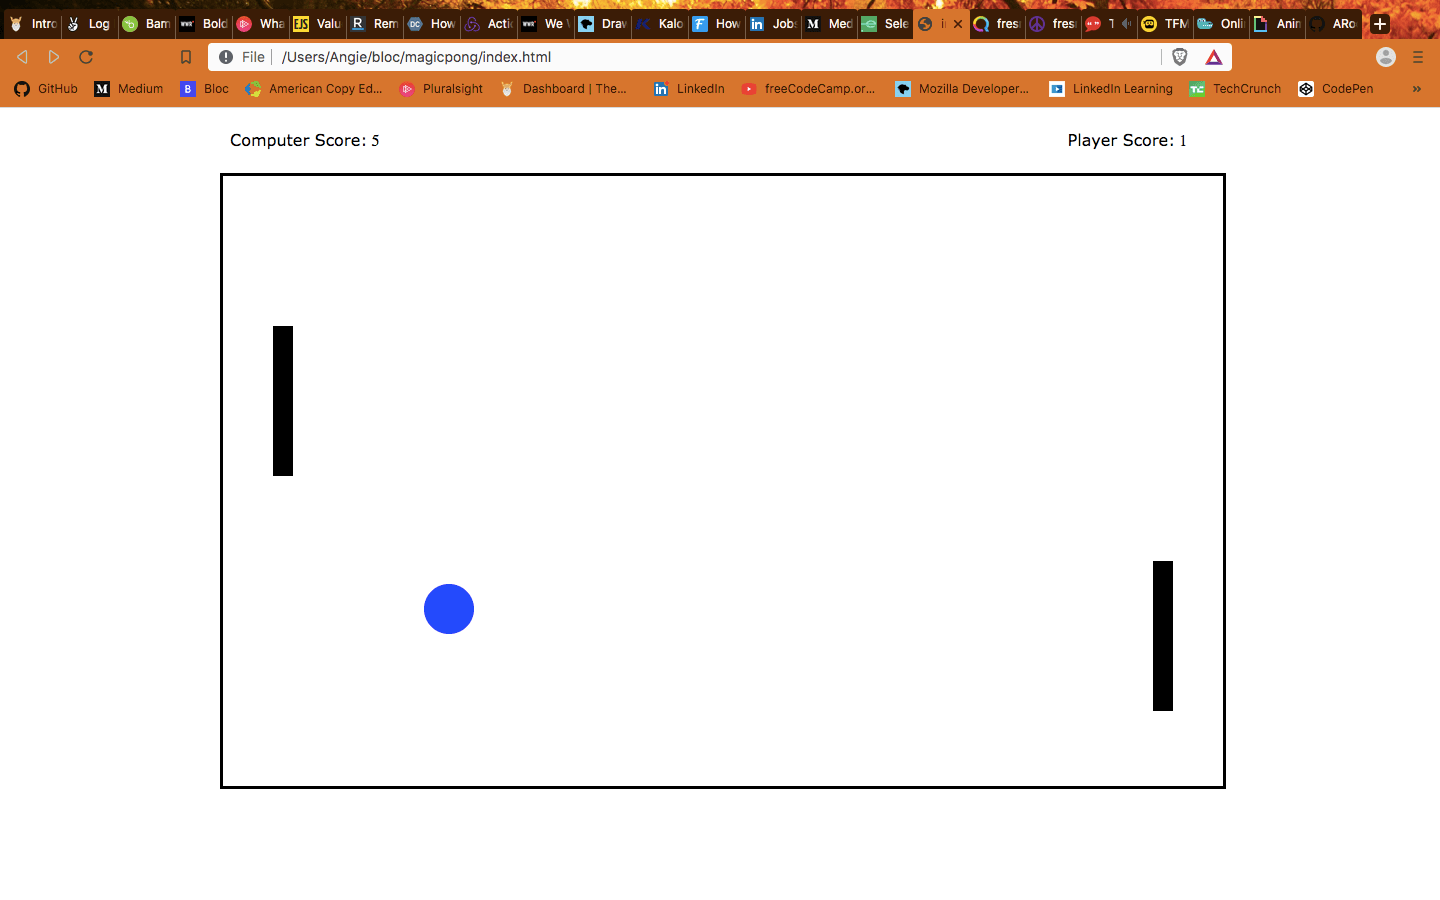 Intro Log Bam Bold Wha Valu Rem How Actio We W Draw Kalo How Jobs Med Sele fres fres T TFM Onli Anin ARo
File | /Users/Angie/bloc/magicpong/index.html
GitHub Medium Bloc American Copy Ed... Pluralsight Dashboard | The... LinkedIn freeCodeCamp.or... Mozilla Developer... LinkedIn Learning TechCrunch CodePen »
Computer Score: 5 Player Score: 1